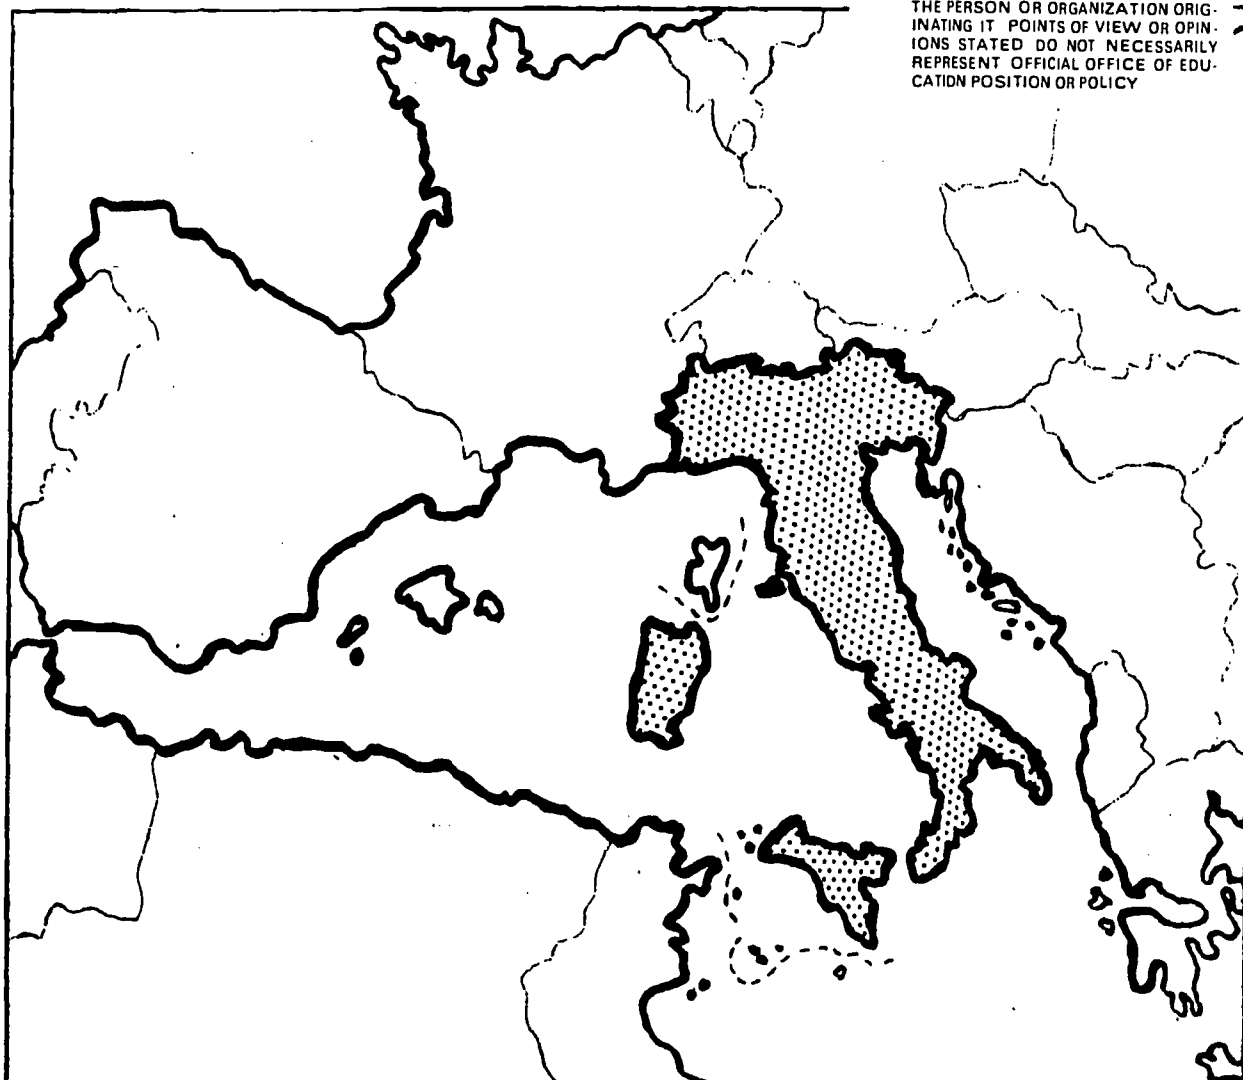 THE PERSON OR ORGANIZATION ORIG-
INATING IT POINTS OF VIEW OR OPIN-
IONS STATED DO NOT NECESSARILY
REPRESENT OFFICIAL OFFICE OF EDU-
CATION POSITION OR POLICY